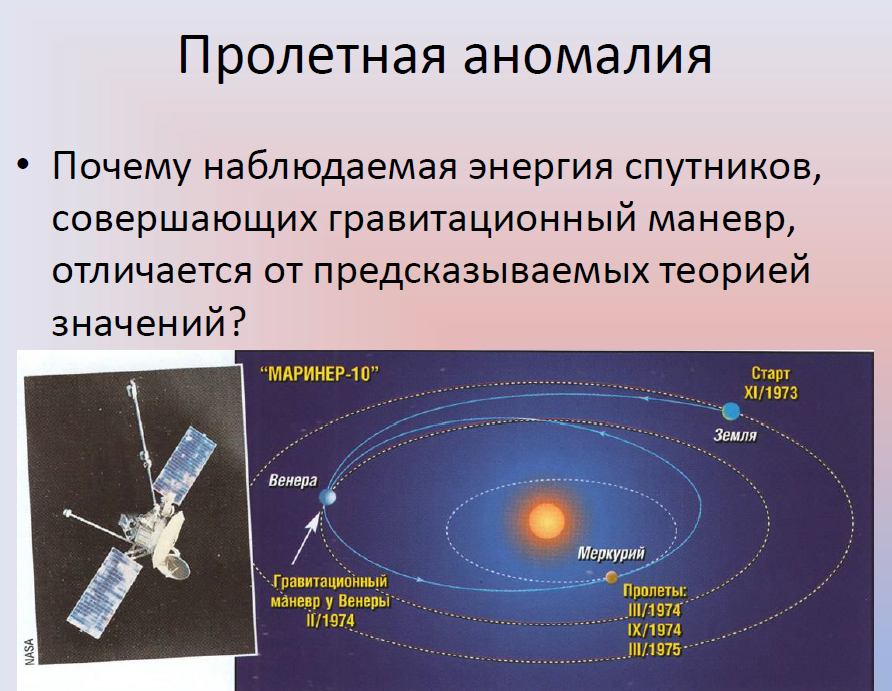 Пролетная аномалия
• Почему наблюдаемая энергия спутников,
совершающих гравитационный маневр,
отличается от предсказываемых теорией
значений?
"МАРИНЕР-10"
Старт
XI/1973
Земля
Венера
Меркурий
Гравитационный
манёвр у Венеры
II/1974
Пролеты:
III/1974
IX/1974
III/1975
NASA